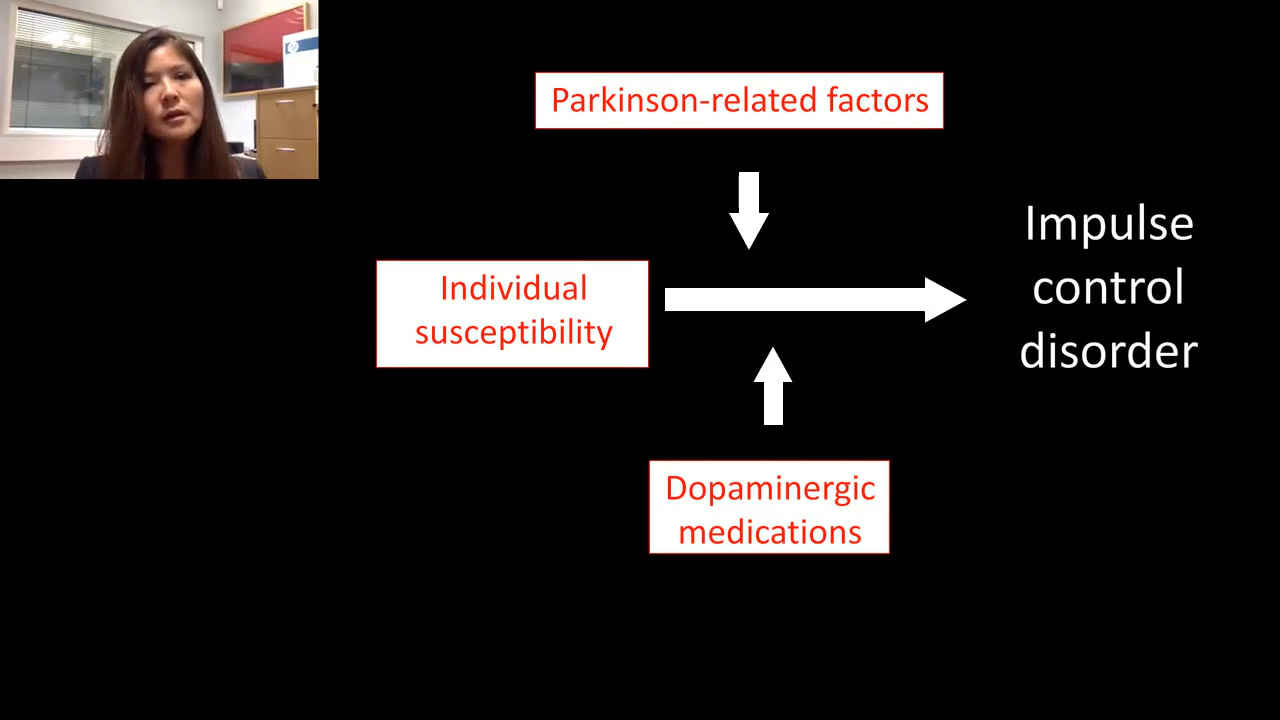 Parkinson-related factors
Impulse
control
disorder
Individual
susceptibility
Dopaminergic
medications